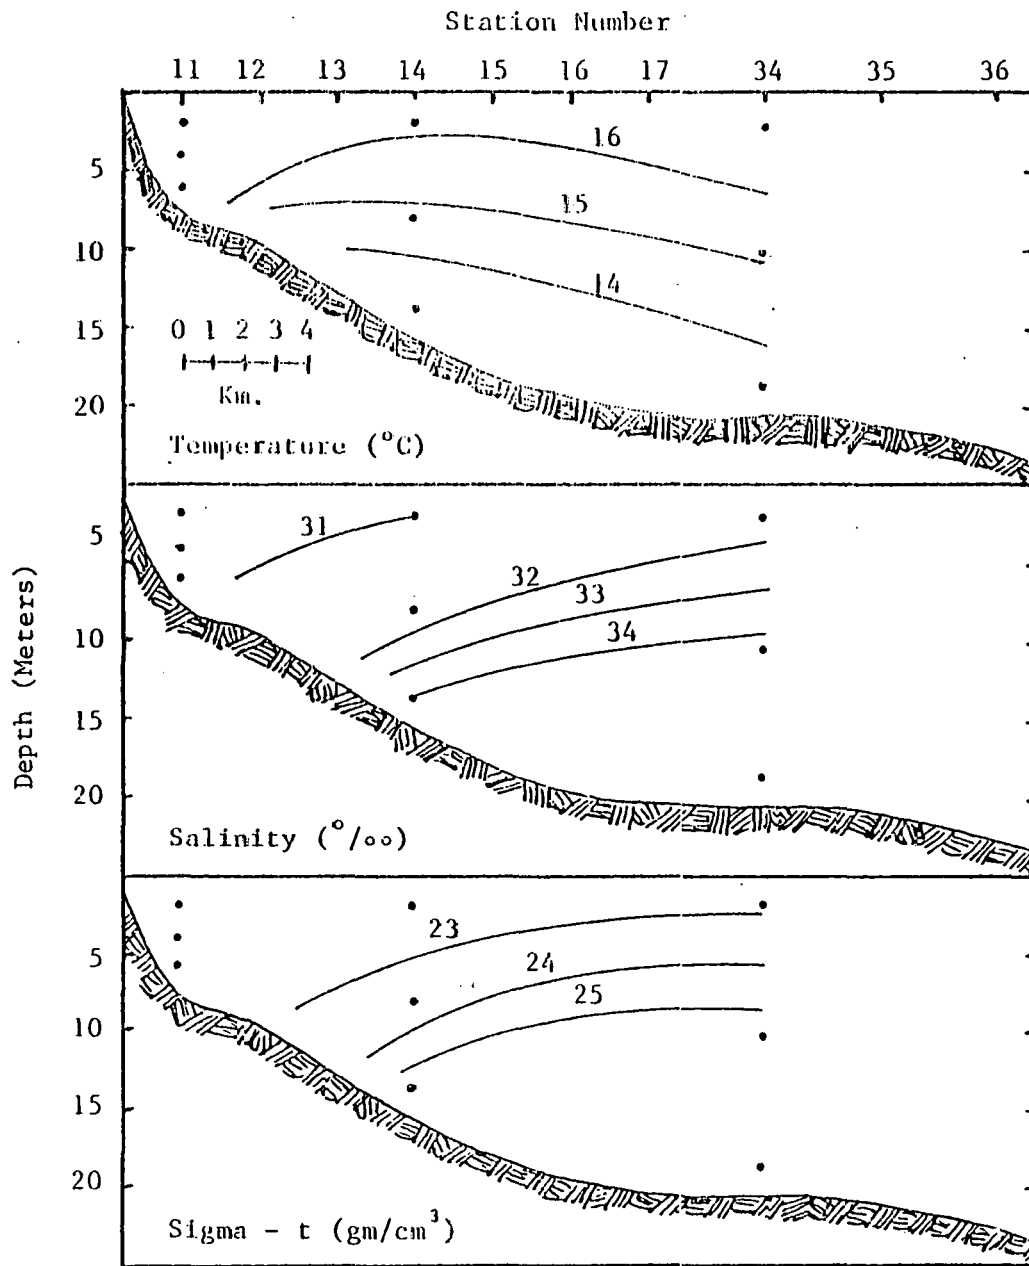 Station Number
11 12 13 14 15 16 17 34 35 36
16
5
15
10
14
15
0 1 2 3 4
Km.
20
Temperature (°C)
31
5
32
33
34
10
15
20
Salinity (°/oo)
Depth (Meters)
23
5
24
25
10
15
20
Sigma - t (gm/cm³)